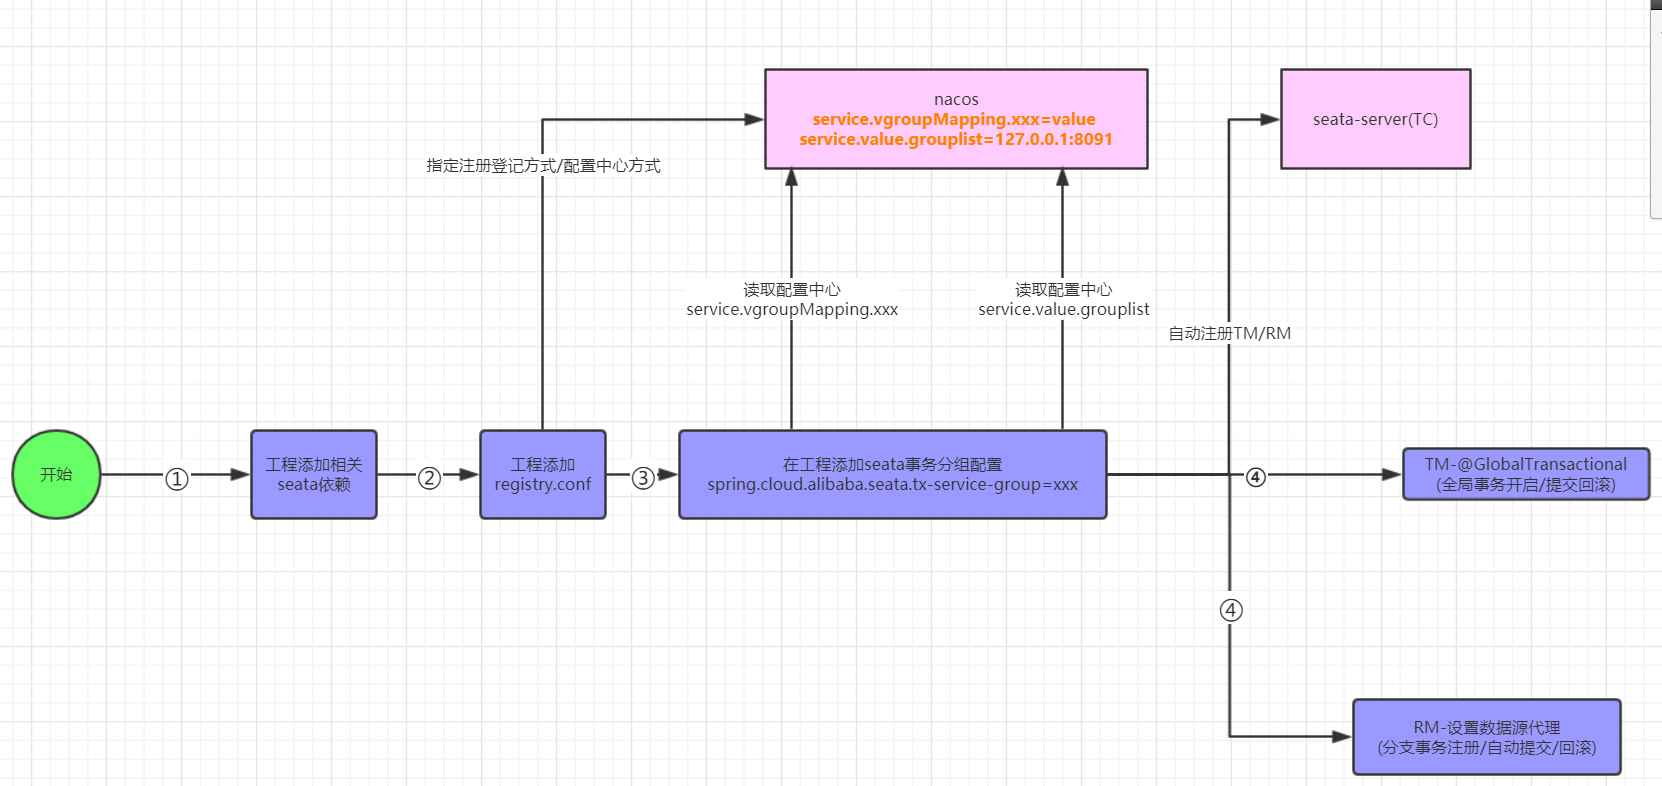 nacos
service.vgroupMapping.xxx=value
service.value.grouplist=127.0.0.1:8091
seata-server(TC)
指定注册登记方式/配置中心方式
读取配置中心
service.vgroupMapping.xxx
读取配置中心
service.value.grouplist
自动注册TM/RM
开始
①
工程添加相关
seata依赖
②
工程添加
registry.conf
③
在工程添加seata事务分组配置
spring.cloud.alibaba.seata.tx-service-group=xxx
④
TM-@GlobalTransactional
(全局事务开启/提交回滚)
④
RM-设置数据源代理
(分支事务注册/自动提交/回滚)